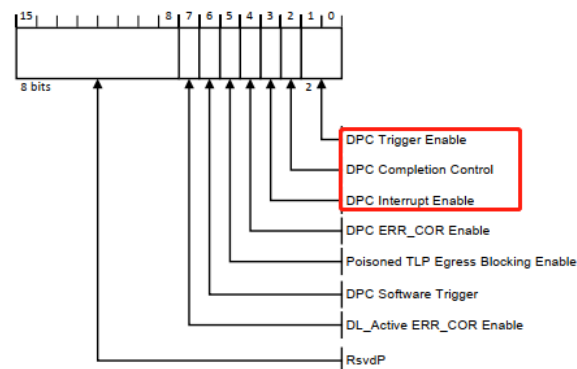 15 8 7 6 5 4 3 2 1 0
8 bits 2
DPC Trigger Enable
DPC Completion Control
DPC Interrupt Enable
DPC ERR_COR Enable
Poisoned TLP Egress Blocking Enable
DPC Software Trigger
DL_Active ERR_COR Enable
RsvdP